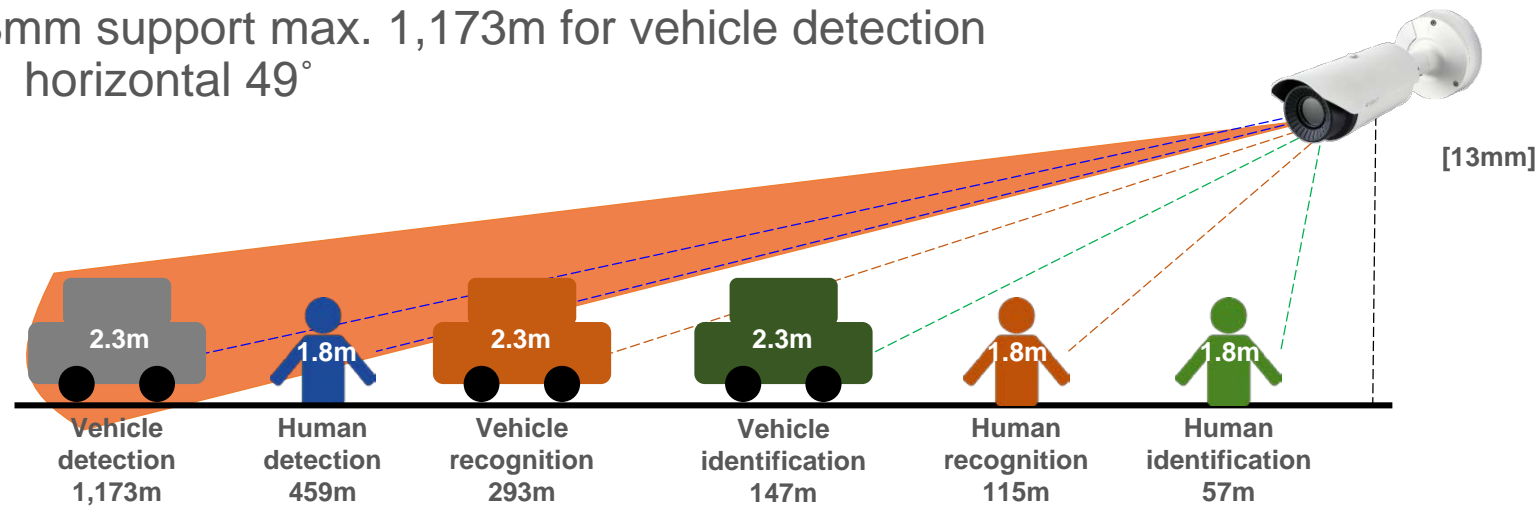 mm support max. 1,173m for vehicle detection
horizontal 49˚
[13mm]
2.3m
1.8m
2.3m
2.3m
1.8m
1.8m
Vehicle
detection
1,173m
Human
detection
459m
Vehicle
recognition
293m
Vehicle
identification
147m
Human
recognition
115m
Human
identification
57m